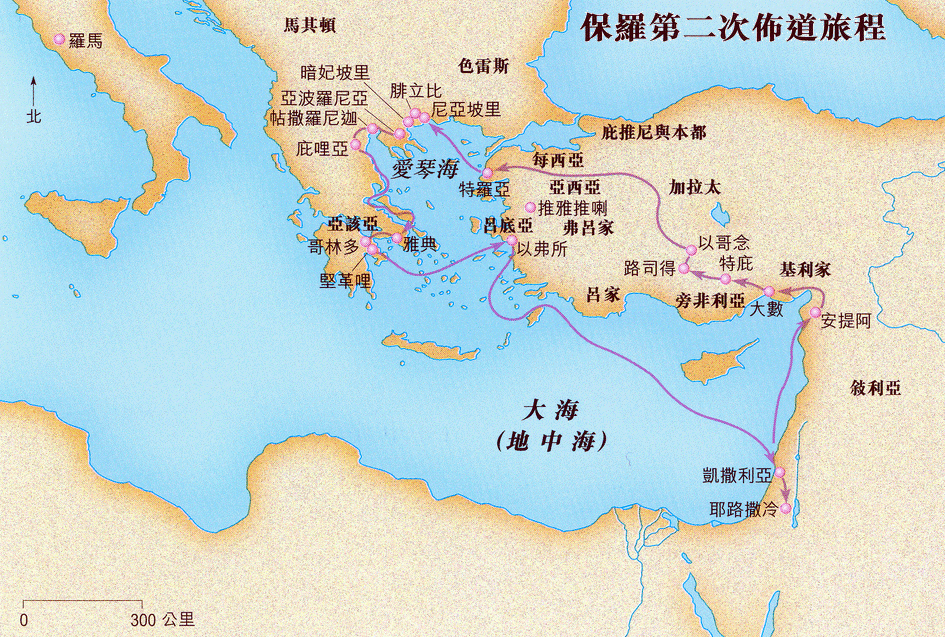 保羅第二次佈道旅程
馬其頓
羅馬
北
色雷斯
暗妃坡里
腓立比
亞波羅尼亞
尼亞坡里
帖撒羅尼迦
庇哩亞
庇推尼與本都
愛琴海
每西亞
特羅亞
亞西亞
加拉太
推雅推喇
亞該亞
呂底亞
弗呂家
哥林多
雅典
以弗所
以哥念
堅革哩
路司得
特庇
基利家
呂家
旁非利亞
大數
安提阿
敘利亞
大海
(地中海)
凱撒利亞
耶路撒冷
0
300 公里